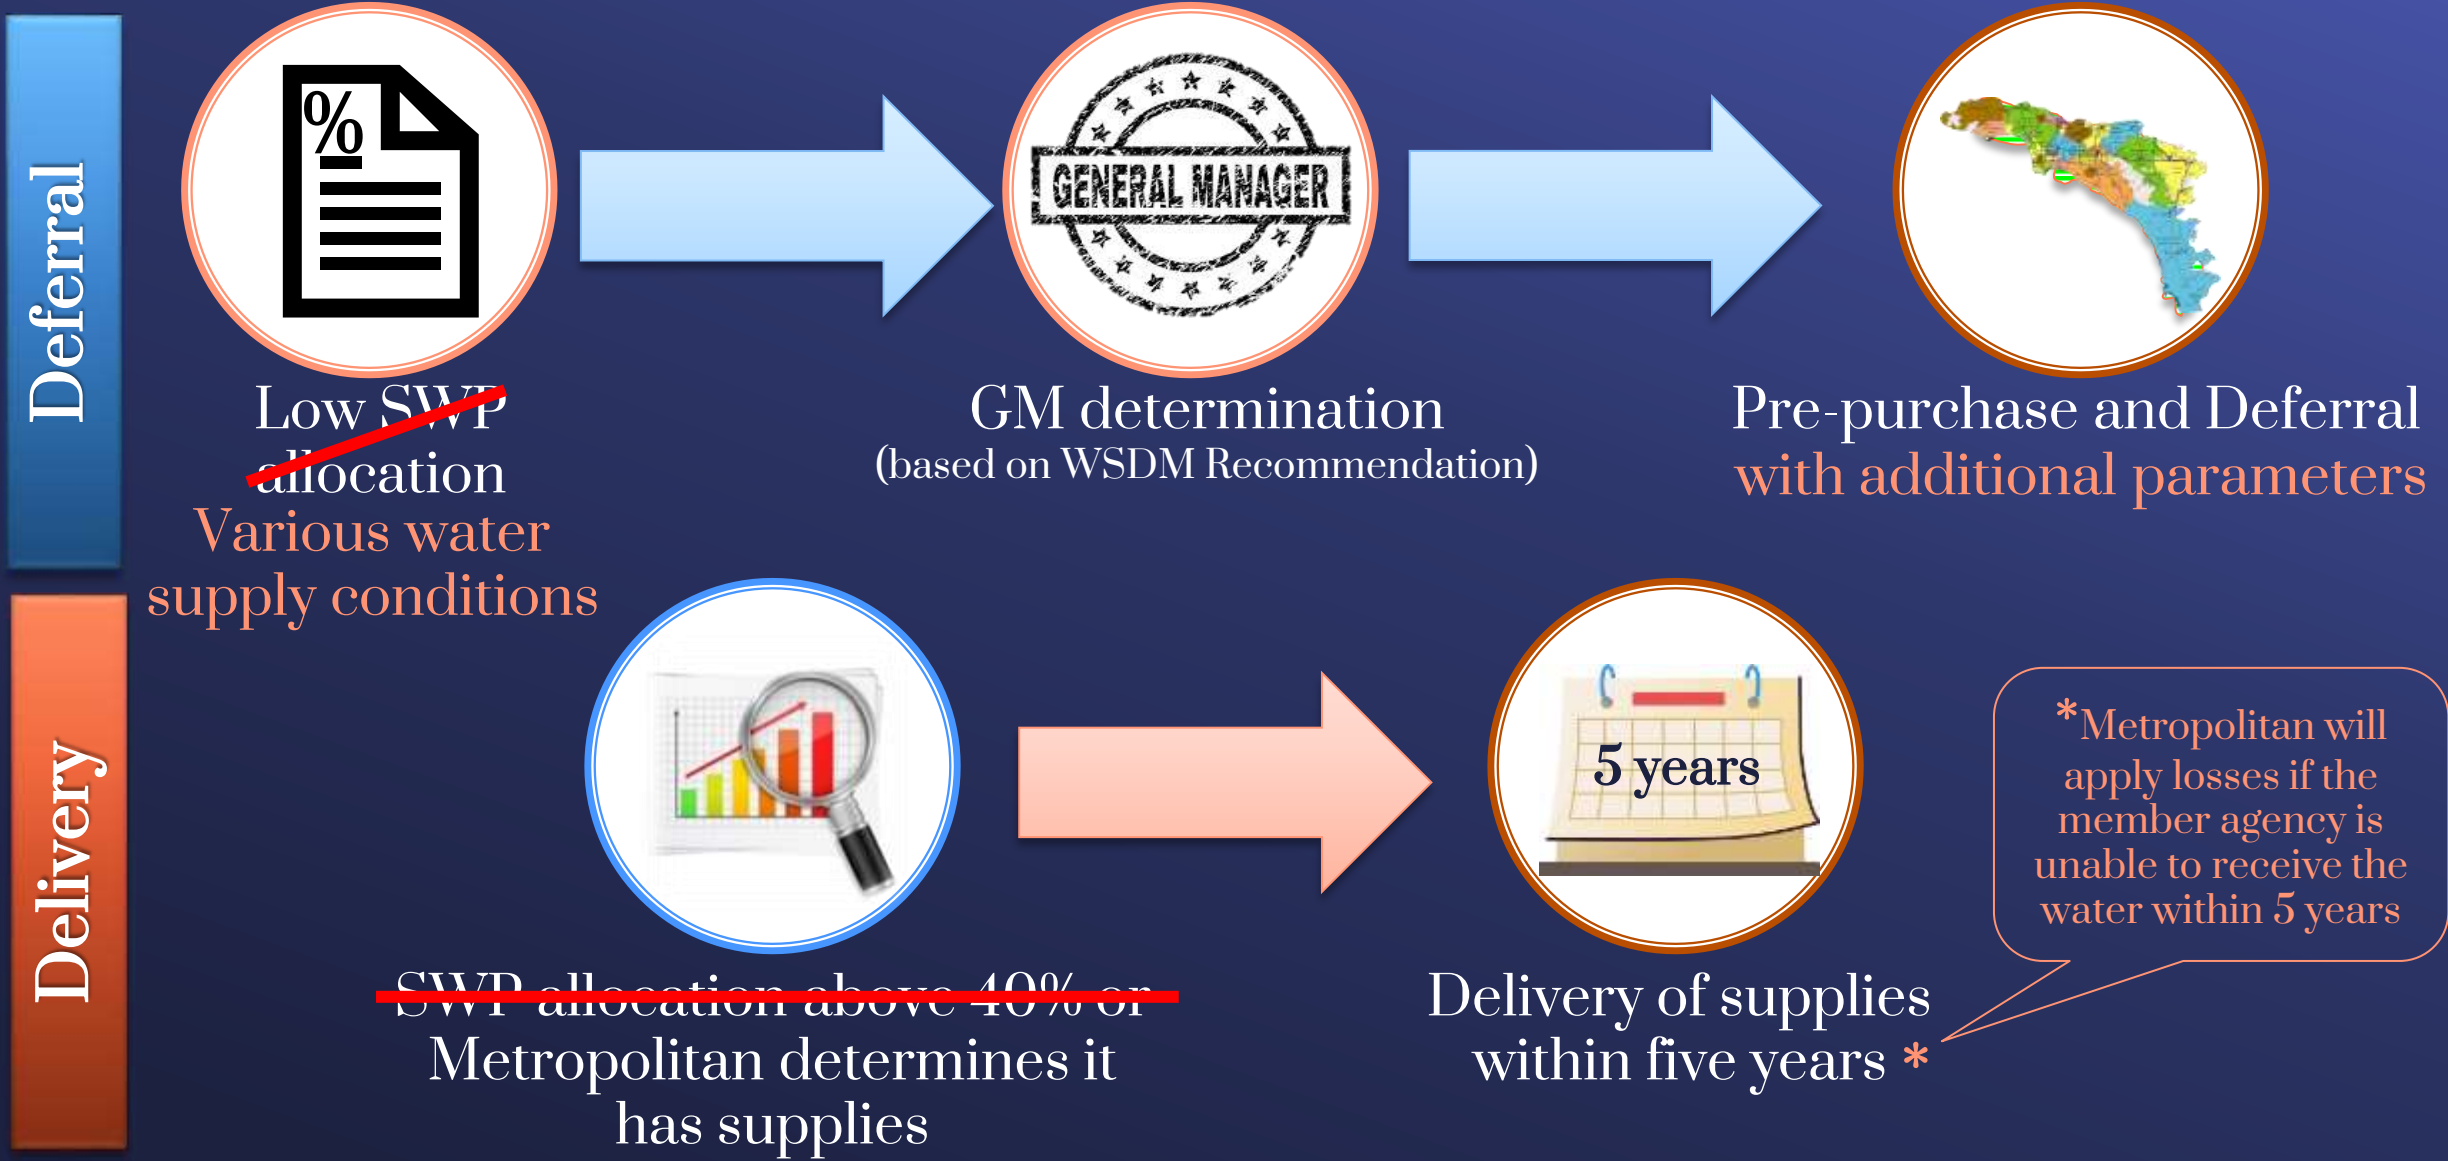 Deferral
%
GENERAL MANAGER
Low SWP
allocation
Various water
supply conditions
GM determination
(based on WSDM Recommendation)
Pre-purchase and Deferral
with additional parameters
Delivery
SWP allocation above 40% or
Metropolitan determines it
has supplies
5 years
Delivery of supplies
within five years *
*Metropolitan will
apply losses if the
member agency is
unable to receive the
water within 5 years